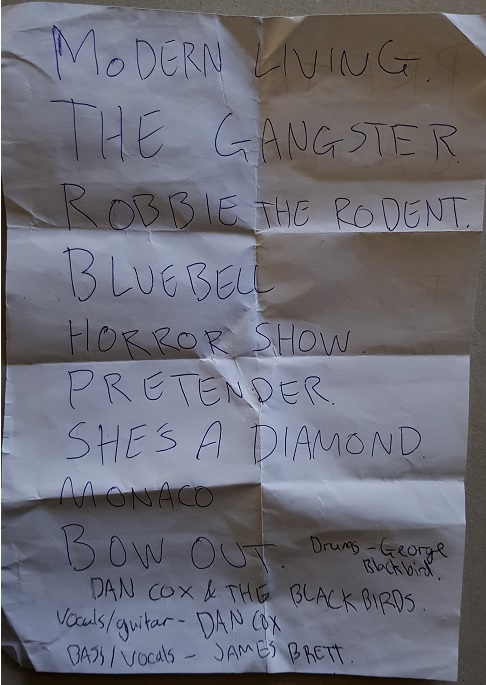 MODERN LIVING.
THE GANGSTER.
ROBBIE THE RODENT.
BLUEBELL
HORROR SHOW.
PRETENDER.
SHE'S A DIAMOND.
MONACO
BOW OUT.
Drums - George
Blackbird.
DAN COX & THE BLACKBIRDS.
Vocals/guitar - DAN COX
BASS/Vocals - JAMES BRETT.